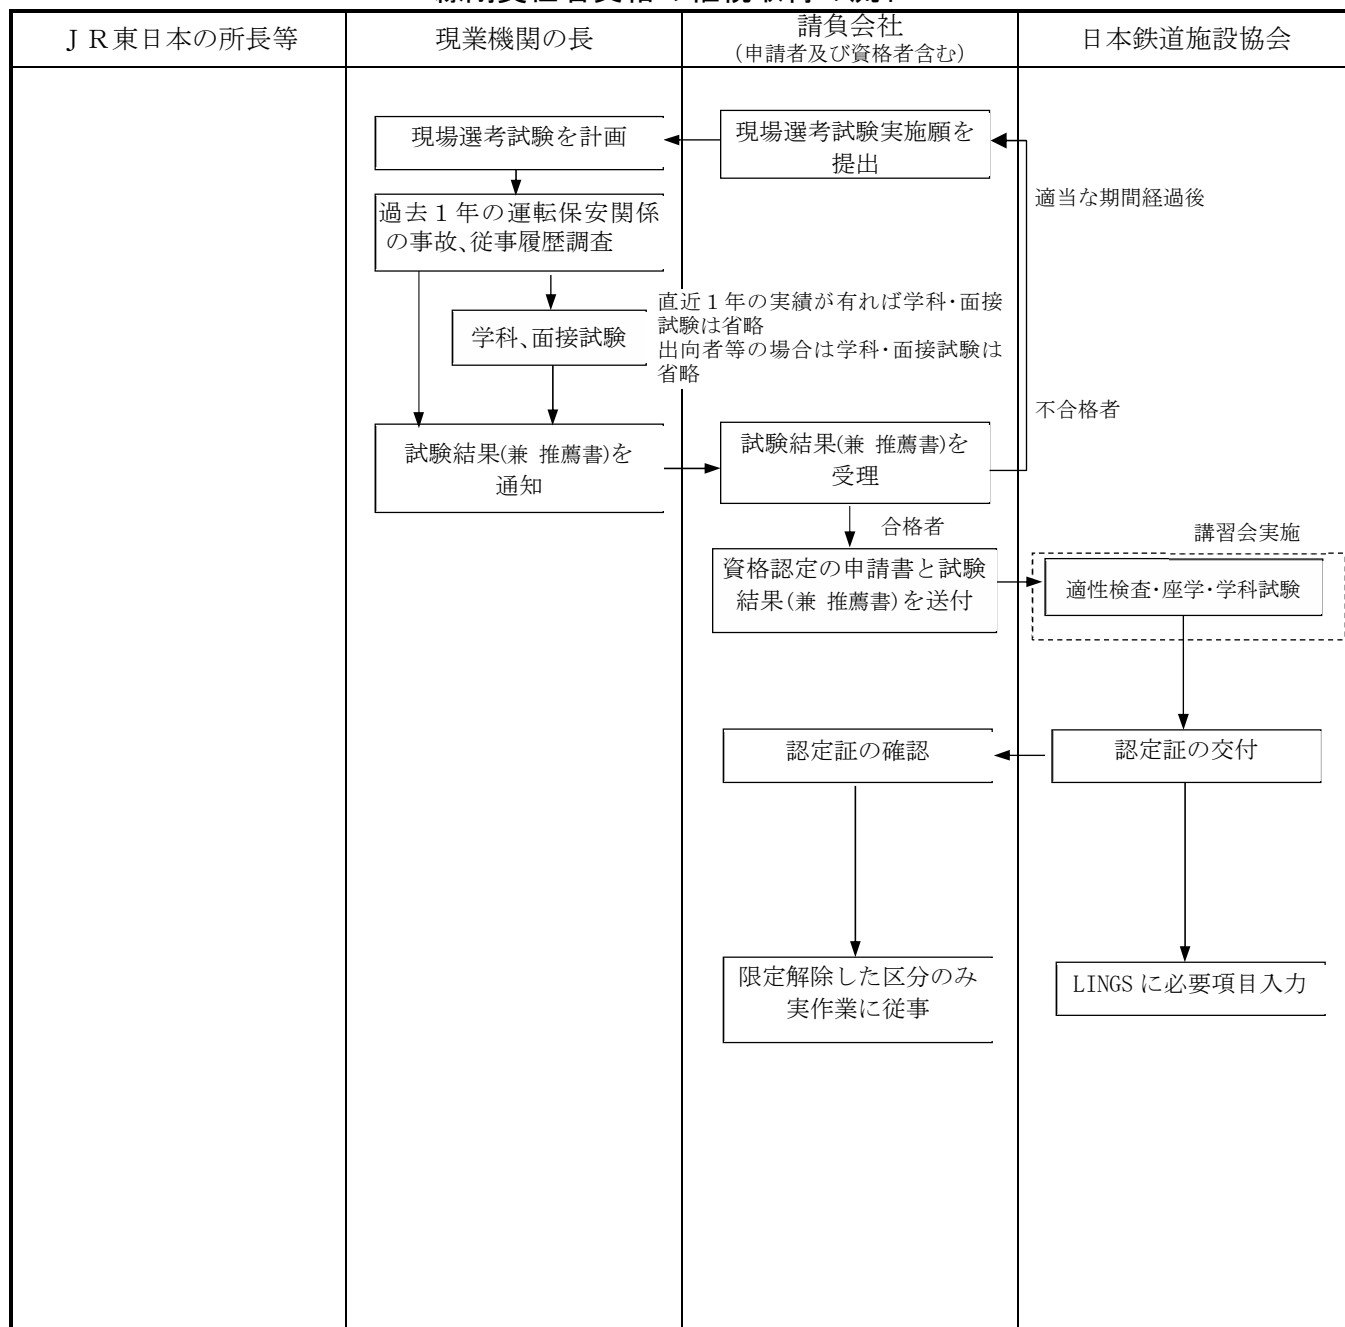 ＪＲ東日本の所長等
現業機関の長
請負会社
(申請者及び資格者含む)
日本鉄道施設協会
現場選考試験を計画
現場選考試験実施願を
提出
適当な期間経過後
過去１年の運転保安関係
の事故、従事履歴調査
直近１年の実績が有れば学科・面接
試験は省略
出向者等の場合は学科・面接試験は
省略
学科、面接試験
不合格者
試験結果(兼 推薦書)を
通知
試験結果(兼 推薦書)を
受理
合格者
講習会実施
資格認定の申請書と試験
結果(兼 推薦書)を送付
適性検査・座学・学科試験
認定証の確認
認定証の交付
限定解除した区分のみ
実作業に従事
LINGSに必要項目入力